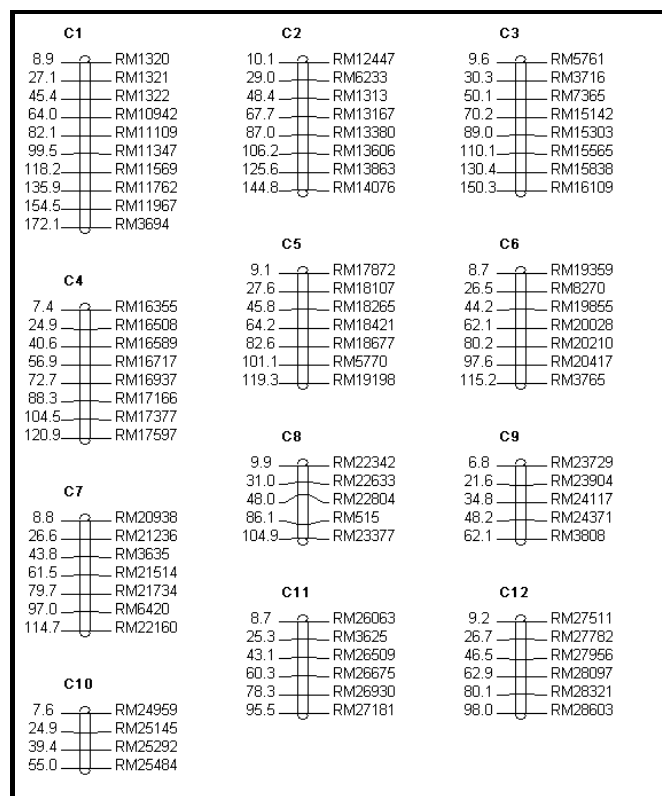 C1
8.9 RM1320
27.1 RM1321
45.4 RM1322
64.0 RM10942
82.1 RM11109
99.5 RM11347
118.2 RM11569
135.9 RM11762
154.5 RM11967
172.1 RM3694
C2
10.1 RM12447
29.0 RM6233
48.4 RM1313
67.7 RM13167
87.0 RM13380
106.2 RM13606
125.6 RM13863
144.8 RM14076
C3
9.6 RM5761
30.3 RM3716
50.1 RM7365
70.2 RM15142
89.0 RM15303
110.1 RM15565
130.4 RM15838
150.3 RM16109
C4
7.4 RM16355
24.9 RM16508
40.6 RM16589
56.9 RM16717
72.7 RM16937
88.3 RM17166
104.5 RM17377
120.9 RM17597
C5
9.1 RM17872
27.6 RM18107
45.8 RM18265
64.2 RM18421
82.6 RM18677
101.1 RM5770
119.3 RM19198
C6
8.7 RM19359
26.5 RM8270
44.2 RM19855
62.1 RM20028
80.2 RM20210
97.6 RM20417
115.2 RM3765
C7
8.8 RM20938
26.6 RM21236
43.8 RM3635
61.5 RM21514
79.7 RM21734
97.0 RM6420
114.7 RM22160
C8
9.9 RM22342
31.0 RM22633
48.0 RM22804
86.1 RM515
104.9 RM23377
C9
6.8 RM23729
21.6 RM23904
34.8 RM24117
48.2 RM24371
62.1 RM3808
C10
7.6 RM24959
24.9 RM25145
39.4 RM25292
55.0 RM25484
C11
8.7 RM26063
25.3 RM3625
43.1 RM26509
60.3 RM26675
78.3 RM26930
95.5 RM27181
C12
9.2 RM27511
26.7 RM27782
46.5 RM27956
62.9 RM28097
80.1 RM28321
98.0 RM28603